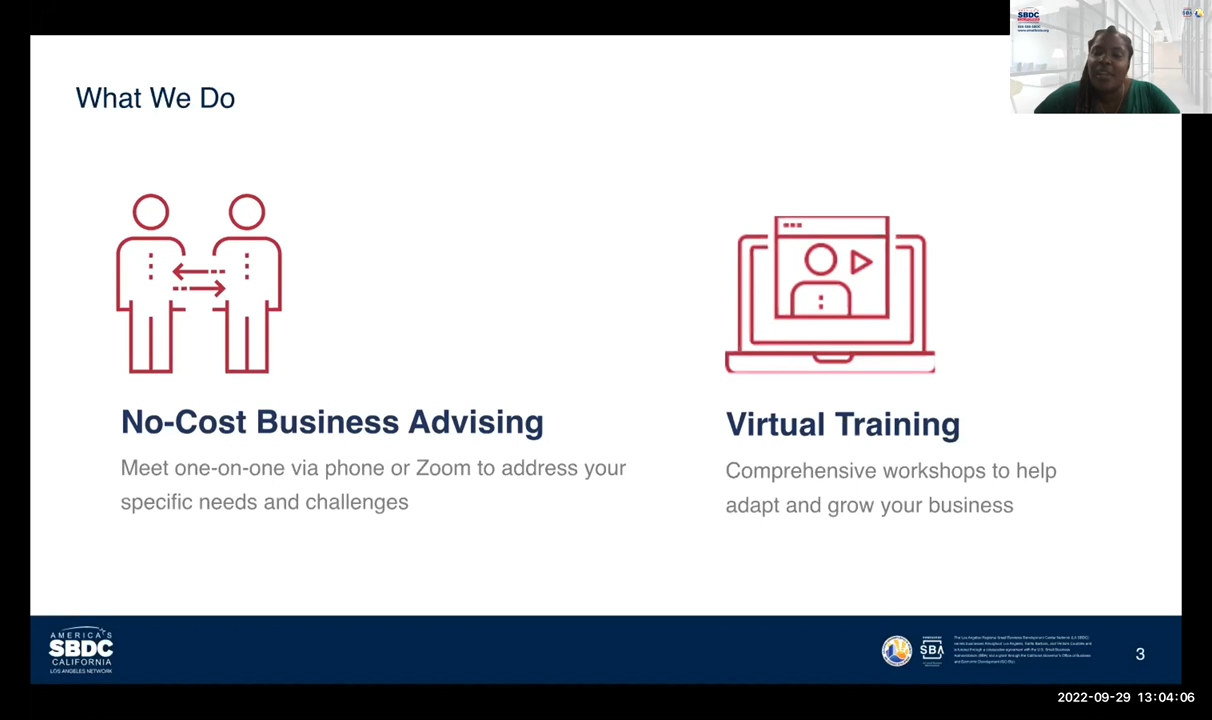 What We Do
No-Cost Business Advising
Meet one-on-one via phone or Zoom to address your
specific needs and challenges
Virtual Training
Comprehensive workshops to help
adapt and grow your business
AMERICA'S
SBDC
CALIFORNIA
LOS ANGELES NETWORK
SBA
3
2022-09-29 13:04:06
SBDC
SBA